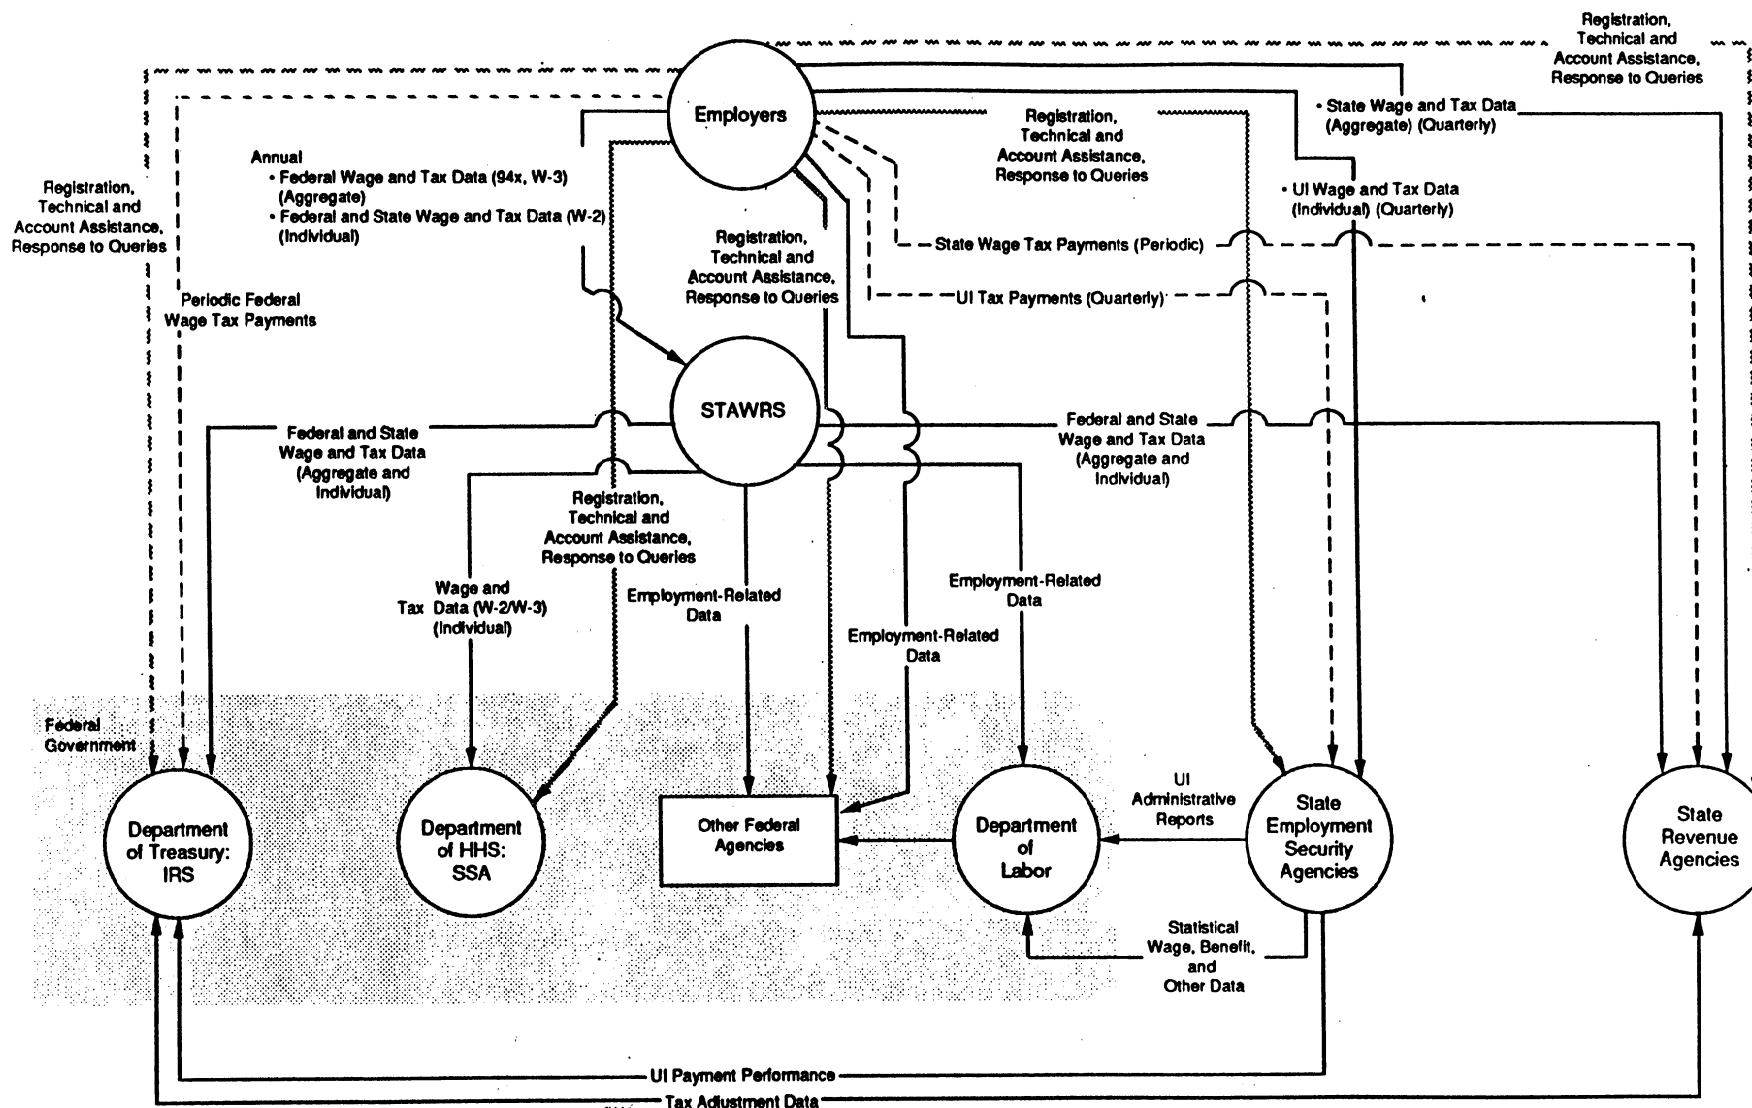 Registration,
Technical and
Account Assistance,
Response to Queries
Employers
• State Wage and Tax Data
(Aggregate) (Quarterly)
Registration,
Technical and
Account Assistance,
Response to Queries
Annual
• Federal Wage and Tax Data (94x, W-3)
(Aggregate)
• Federal and State Wage and Tax Data (W-2)
(Individual)
Registration,
Technical and
Account Assistance,
Response to Queries
• UI Wage and Tax Data
(Individual) (Quarterly)
Registration,
Technical and
Account Assistance,
Response to Queries
State Wage Tax Payments (Periodic)
UI Tax Payments (Quarterly)
Periodic Federal
Wage Tax Payments
STAWRS
Federal and State
Wage and Tax Data
(Aggregate and
Individual)
Federal and State
Wage and Tax Data
(Aggregate and
Individual)
Registration,
Technical and
Account Assistance,
Response to Queries
Wage and
Tax Data (W-2/W-3)
(Individual)
Employment-Related
Data
Employment-Related
Data
Employment-Related
Data
Federal
Government
Department
of Treasury:
IRS
Department
of HHS:
SSA
Other Federal
Agencies
Department
of
Labor
UI
Administrative
Reports
State
Employment
Security
Agencies
State
Revenue
Agencies
Statistical
Wage, Benefit,
and
Other Data
UI Payment Performance
Tax Adjustment Data